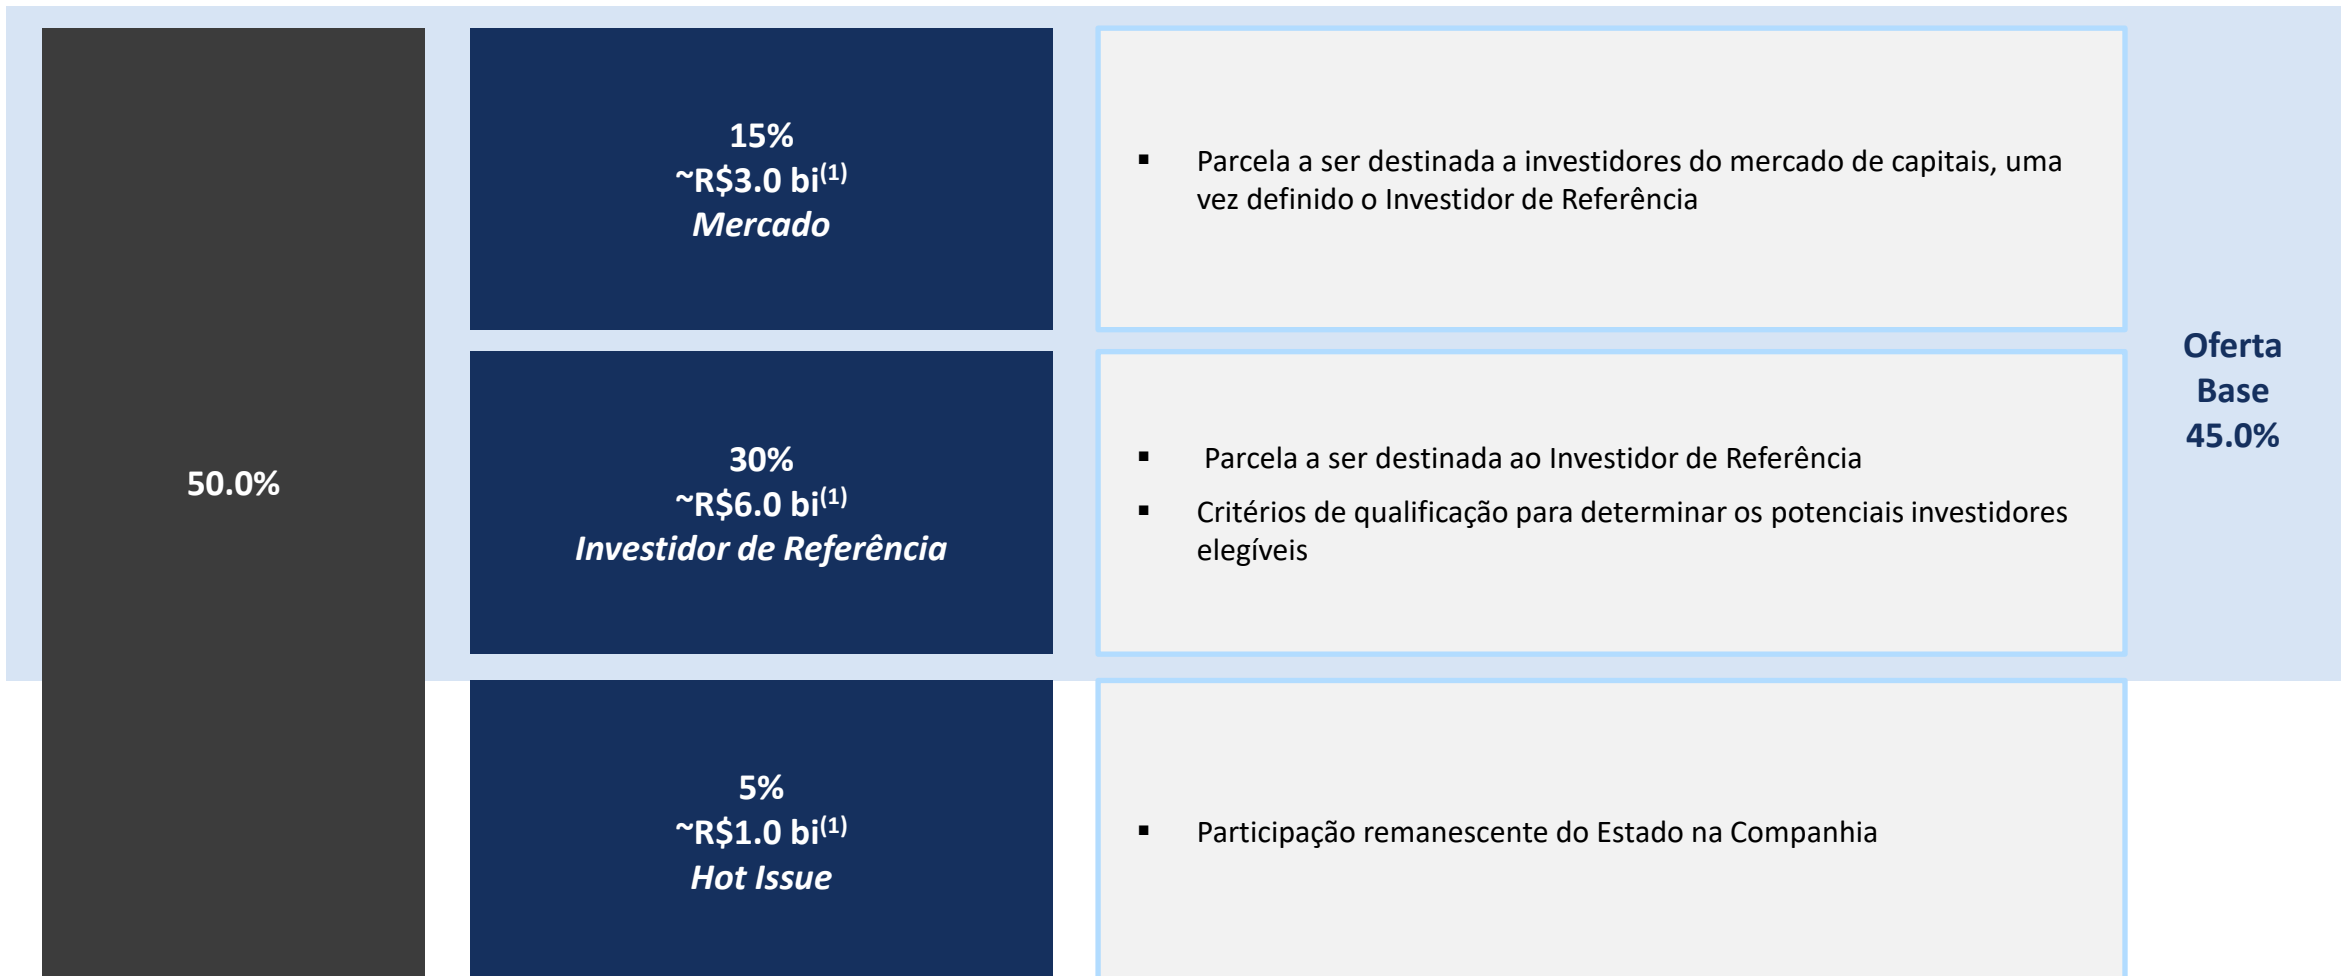 50.0%
15%
~R$3.0 bi(1)
Mercado
▪ Parcela a ser destinada a investidores do mercado de capitais, uma
vez definido o Investidor de Referência
30%
~R$6.0 bi(1)
Investidor de Referência
▪ Parcela a ser destinada ao Investidor de Referência
▪ Critérios de qualificação para determinar os potenciais investidores
elegíveis
Oferta
Base
45.0%
5%
~R$1.0 bi(1)
Hot Issue
▪ Participação remanescente do Estado na Companhia